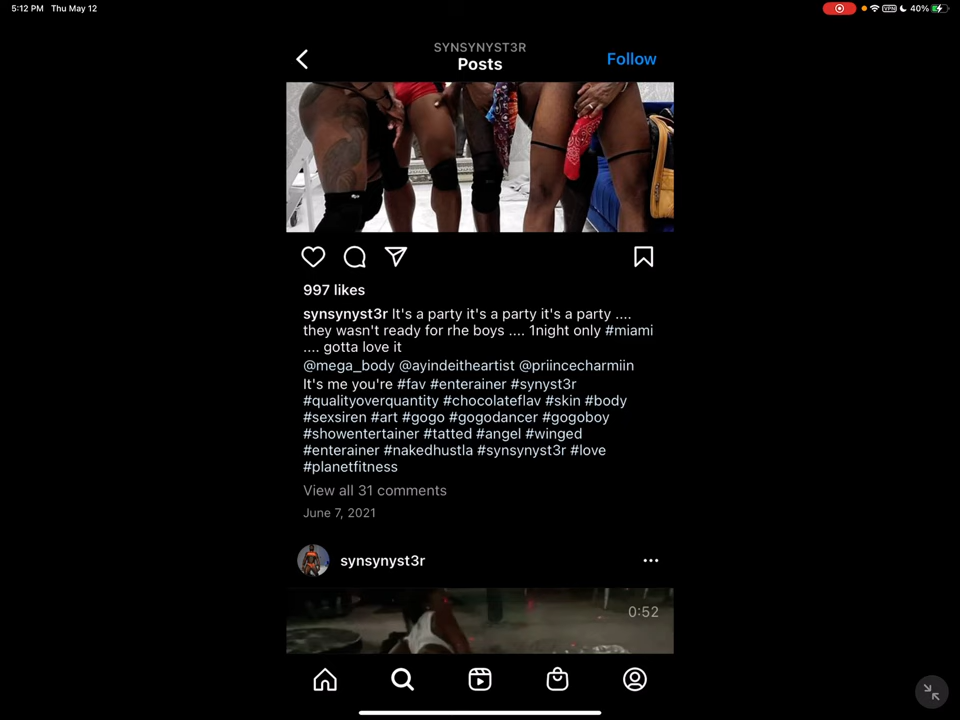 5:12 PM Thu May 12
VPN 40%
SYNSYNYST3R
Posts
Follow
997 likes
synsynyst3r It's a party it's a party it's a party ....
they wasn't ready for rhe boys .... 1night only #miami
.... gotta love it
@mega_body @ayindeitheartist @priincecharmiin
It's me you're #fav #enterainer #synyst3r
#qualityoverquantity #chocolateflav #skin #body
#sexsiren #art #gogo #gogodancer #gogoboy
#showentertainer #tatted #angel #winged
#enterainer #nakedhustla #synsynyst3r #love
#planetfitness
View all 31 comments
June 7, 2021
synsynyst3r
0:52